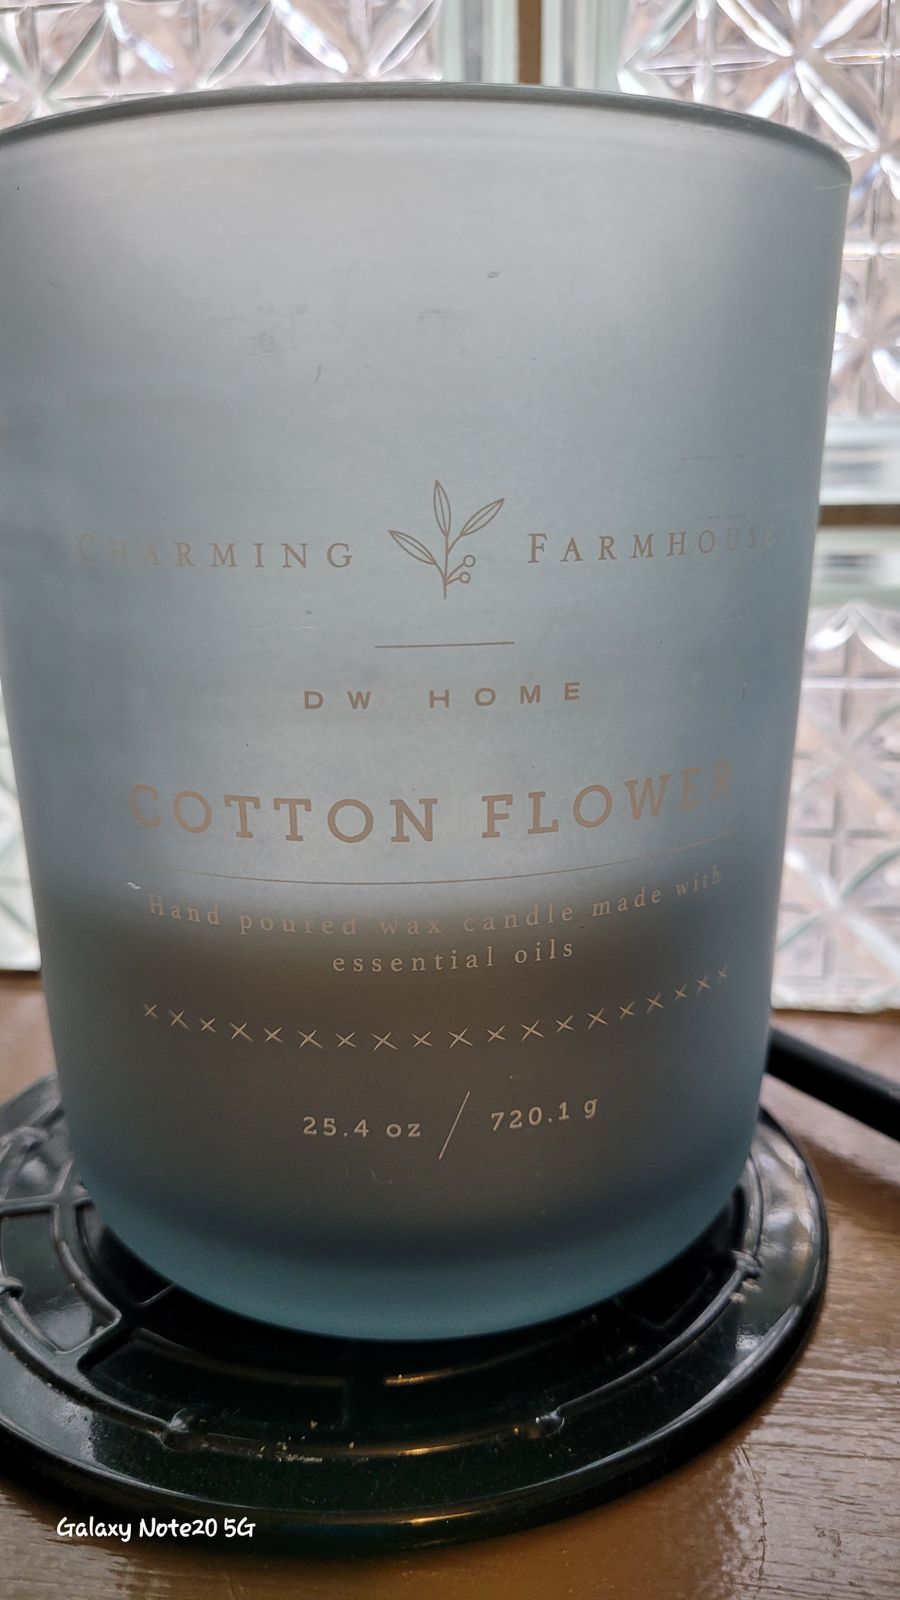 CHARMING FARMHOUSE
DW HOME
COTTON FLOWER
Hand poured wax candle made with
essential oils
25.4 oz / 720.1 g
Galaxy Note20 5G